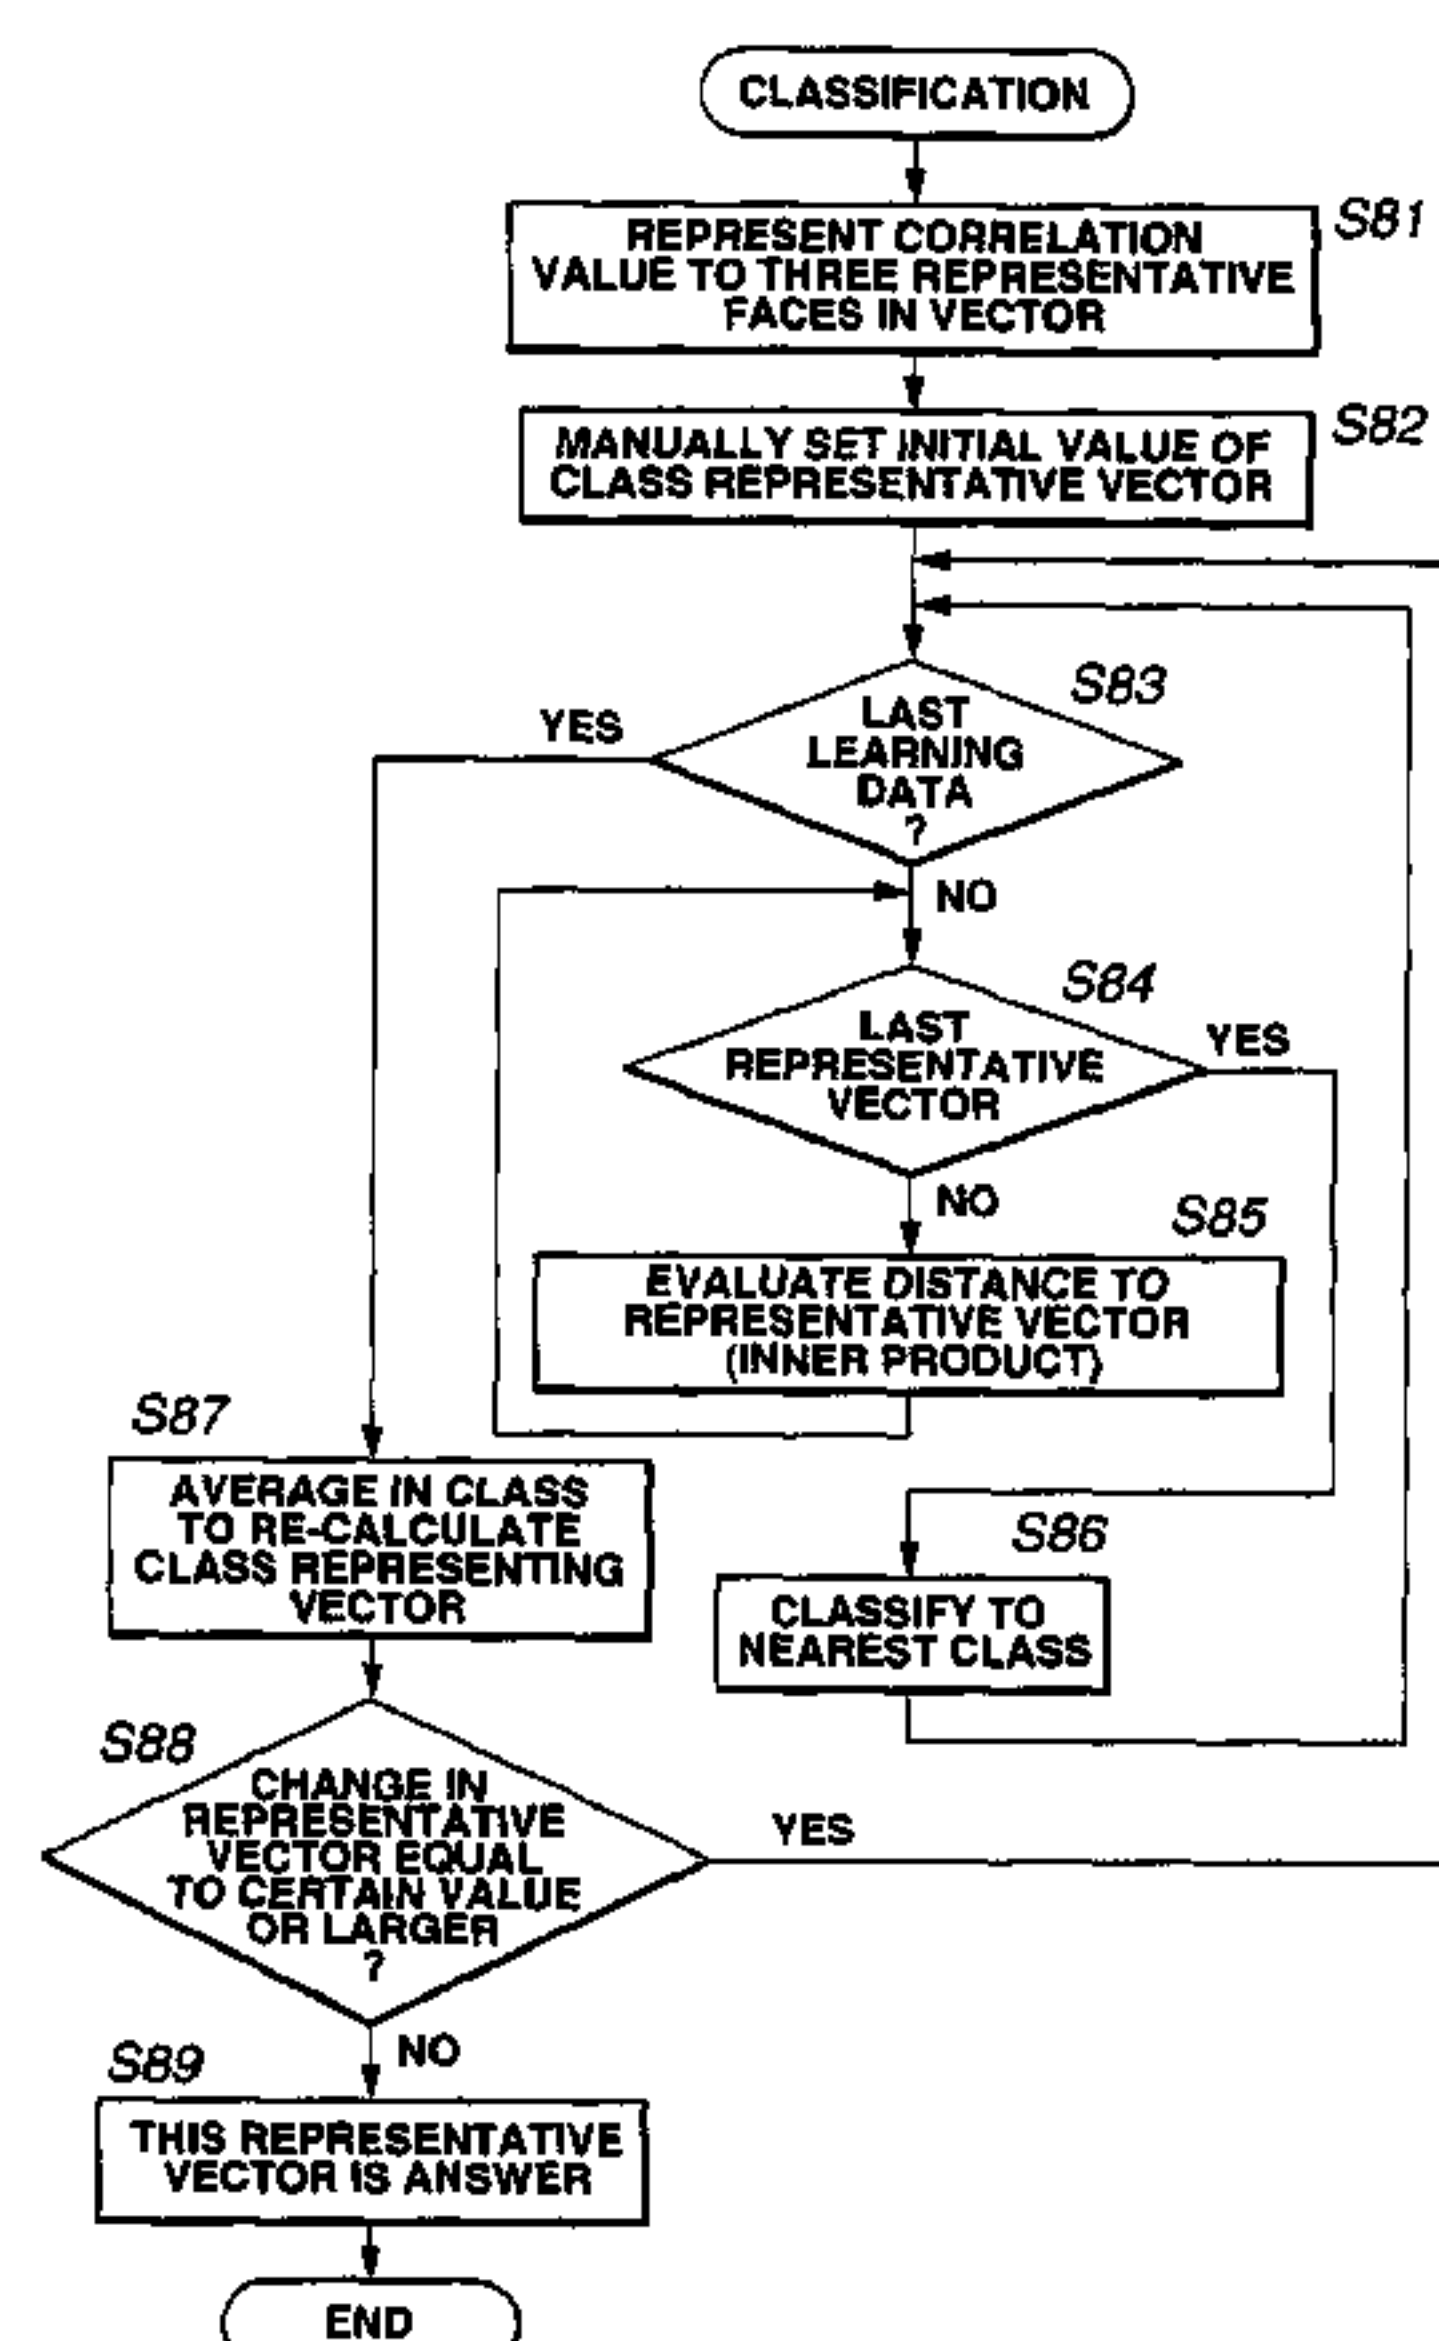 CLASSIFICATION
S81
REPRESENT CORRELATION
VALUE TO THREE REPRESENTATIVE
FACES IN VECTOR
S82
MANUALLY SET INITIAL VALUE OF
CLASS REPRESENTATIVE VECTOR
S83
LAST
LEARNING
DATA
?
YES
NO
S84
LAST
REPRESENTATIVE
VECTOR
YES
NO
S85
EVALUATE DISTANCE TO
REPRESENTATIVE VECTOR
(INNER PRODUCT)
S86
CLASSIFY TO
NEAREST CLASS
S87
AVERAGE IN CLASS
TO RE-CALCULATE
CLASS REPRESENTING
VECTOR
S88
CHANGE IN
REPRESENTATIVE
VECTOR EQUAL
TO CERTAIN VALUE
OR LARGER
?
YES
NO
S89
THIS REPRESENTATIVE
VECTOR IS ANSWER
END